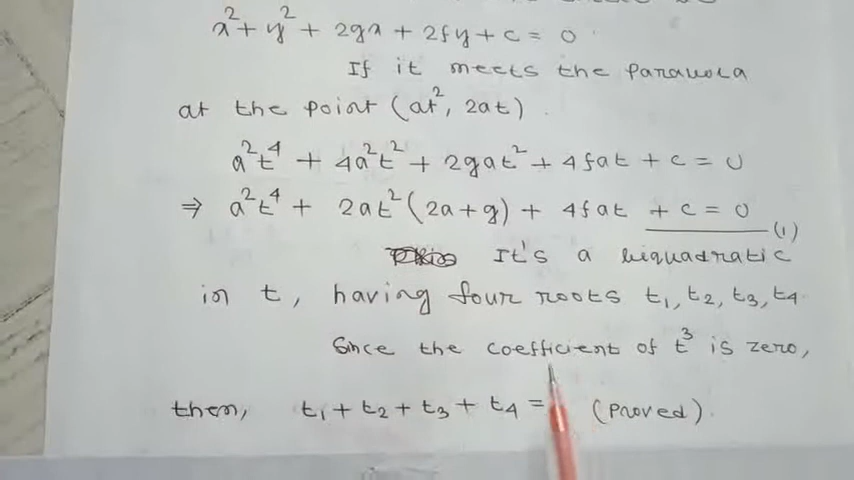 x² + y² + 2gx + 2fy + c = 0.
If it meets the parabola
at the point (at², 2at).
a²t⁴ + 4a²t² + 2gat² + 4fat + c = 0
⇒ a²t⁴ + 2at²(2a+g) + 4fat + c = 0 (1)
It's a biquadratic
in t, having four roots t₁, t₂, t₃, t₄.
Since the coefficient of t³ is zero,
then, t₁ + t₂ + t₃ + t₄ = (proved).